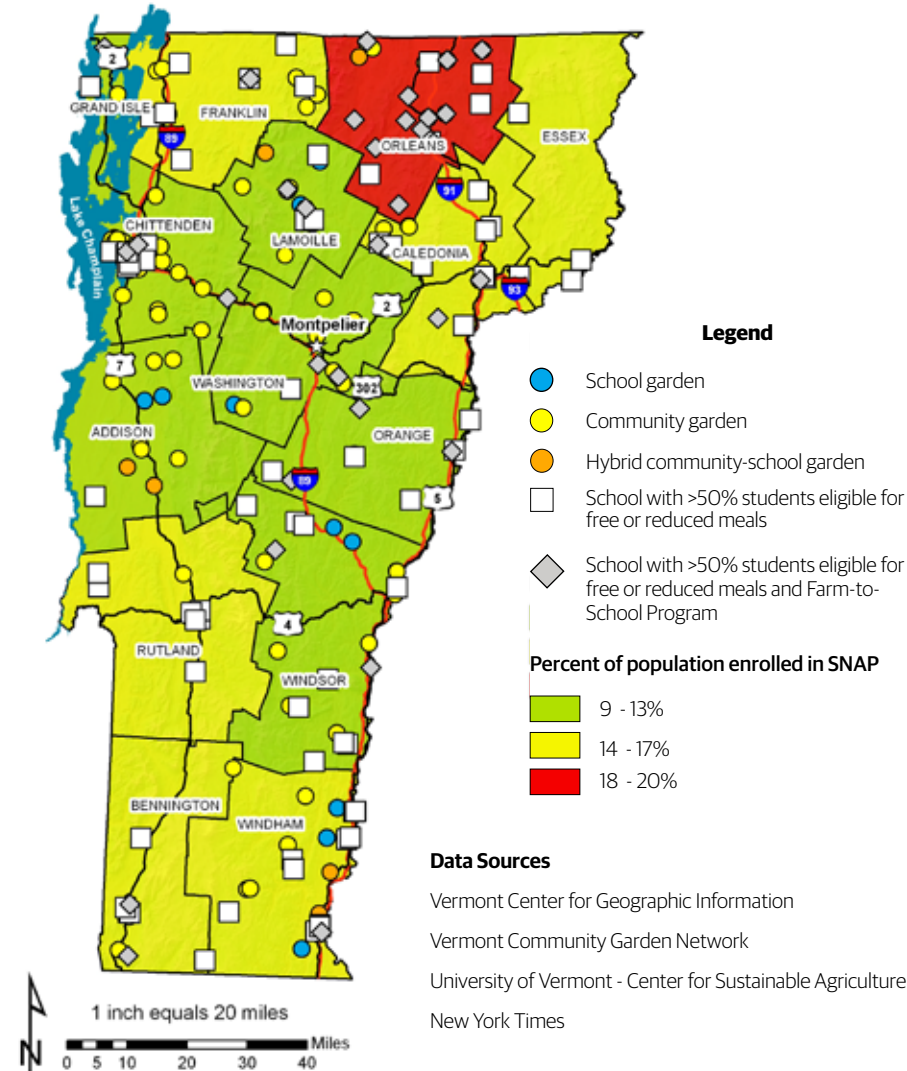 2
GRAND ISLE
FRANKLIN
89
ORLEANS
ESSEX
91
Lake Champlain
CHITTENDEN
LAMOILLE
CALEDONIA
93
2
Montpelier
7
WASHINGTON
302
ADDISON
ORANGE
89
5
4
RUTLAND
WINDSOR
BENNINGTON
WINDHAM
N
1 inch equals 20 miles
Miles
0 5 10 20 30 40
Legend
School garden
Community garden
Hybrid community-school garden
School with >50% students eligible for
free or reduced meals
School with >50% students eligible for
free or reduced meals and Farm-to-
School Program
Percent of population enrolled in SNAP
9 - 13%
14 - 17%
18 - 20%
Data Sources
Vermont Center for Geographic Information
Vermont Community Garden Network
University of Vermont - Center for Sustainable Agriculture
New York Times